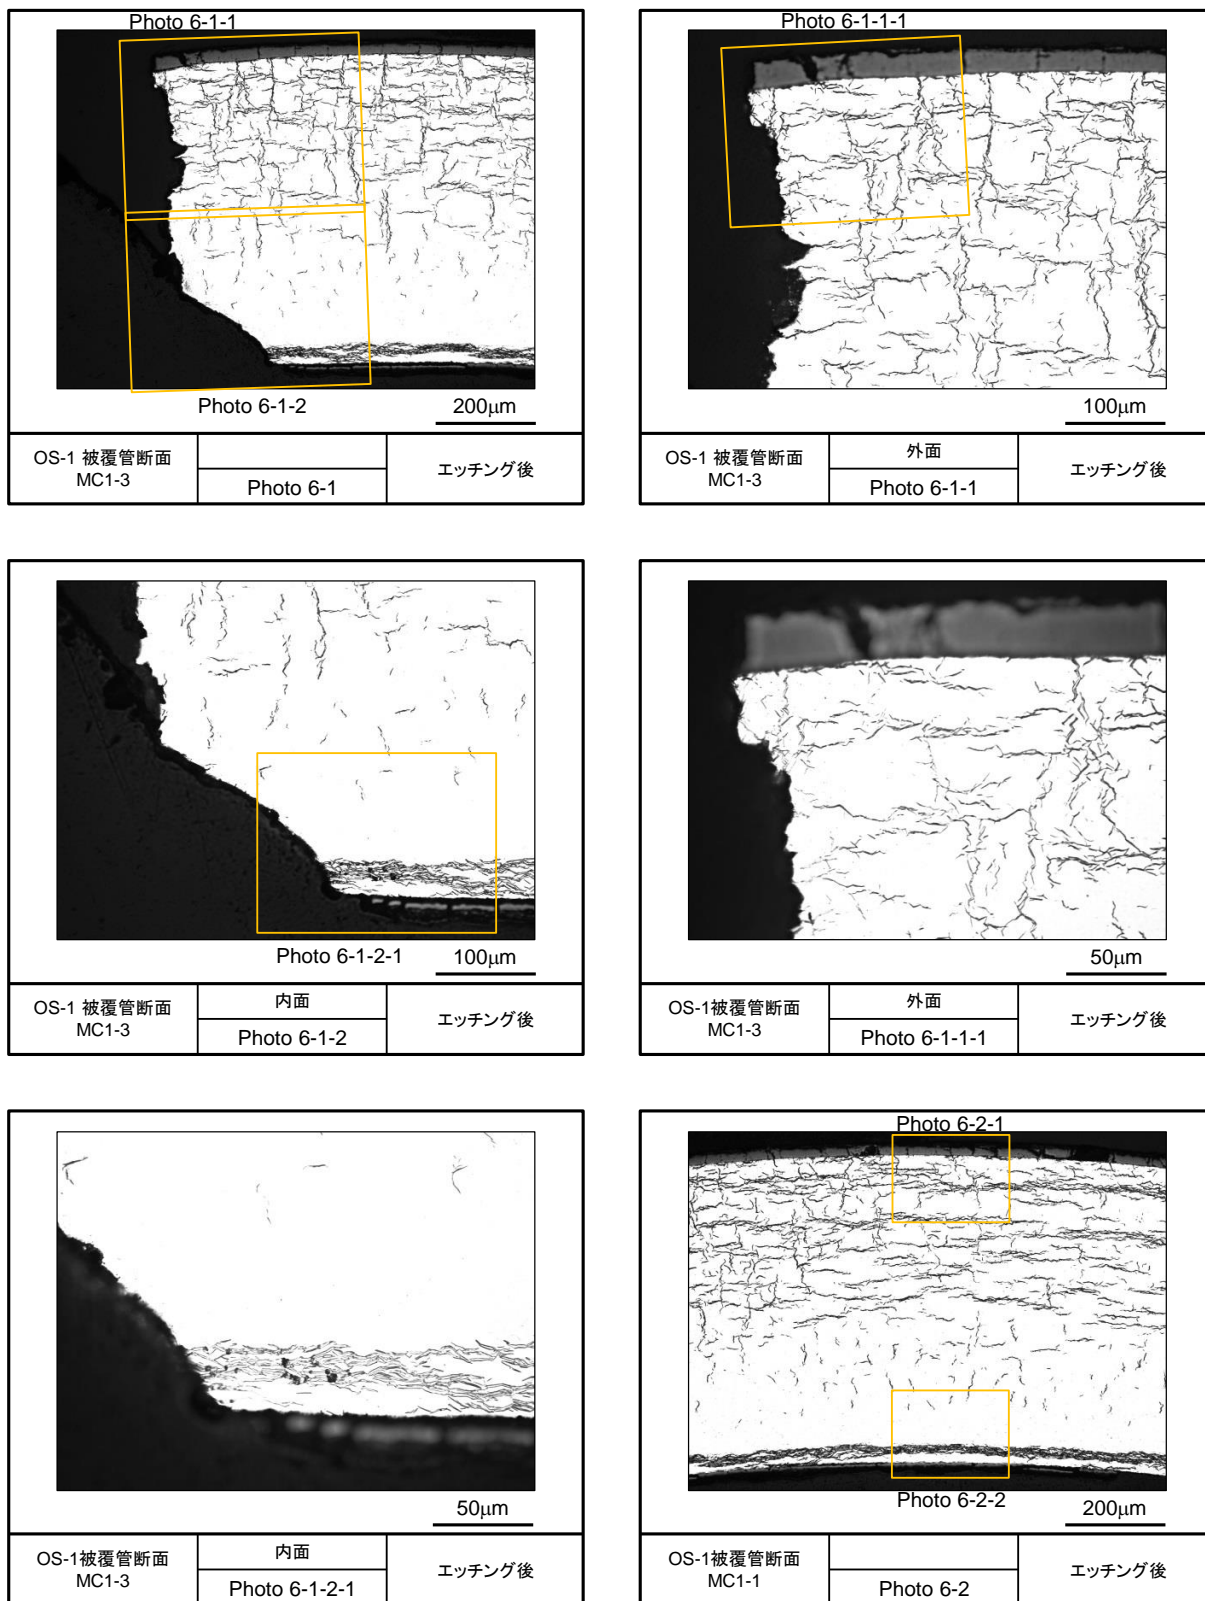 Photo 6-1-1
Photo 6-1-2
200μm
OS-1 被覆管断面
MC1-3
Photo 6-1
エッチング後
Photo 6-1-1-1
100μm
OS-1 被覆管断面
MC1-3
外面
Photo 6-1-1
エッチング後
Photo 6-1-2-1
100μm
OS-1 被覆管断面
MC1-3
内面
Photo 6-1-2
エッチング後
50μm
OS-1被覆管断面
MC1-3
外面
Photo 6-1-1-1
エッチング後
50μm
OS-1被覆管断面
MC1-3
内面
Photo 6-1-2-1
エッチング後
Photo 6-2-1
Photo 6-2-2
200μm
OS-1被覆管断面
MC1-1
Photo 6-2
エッチング後